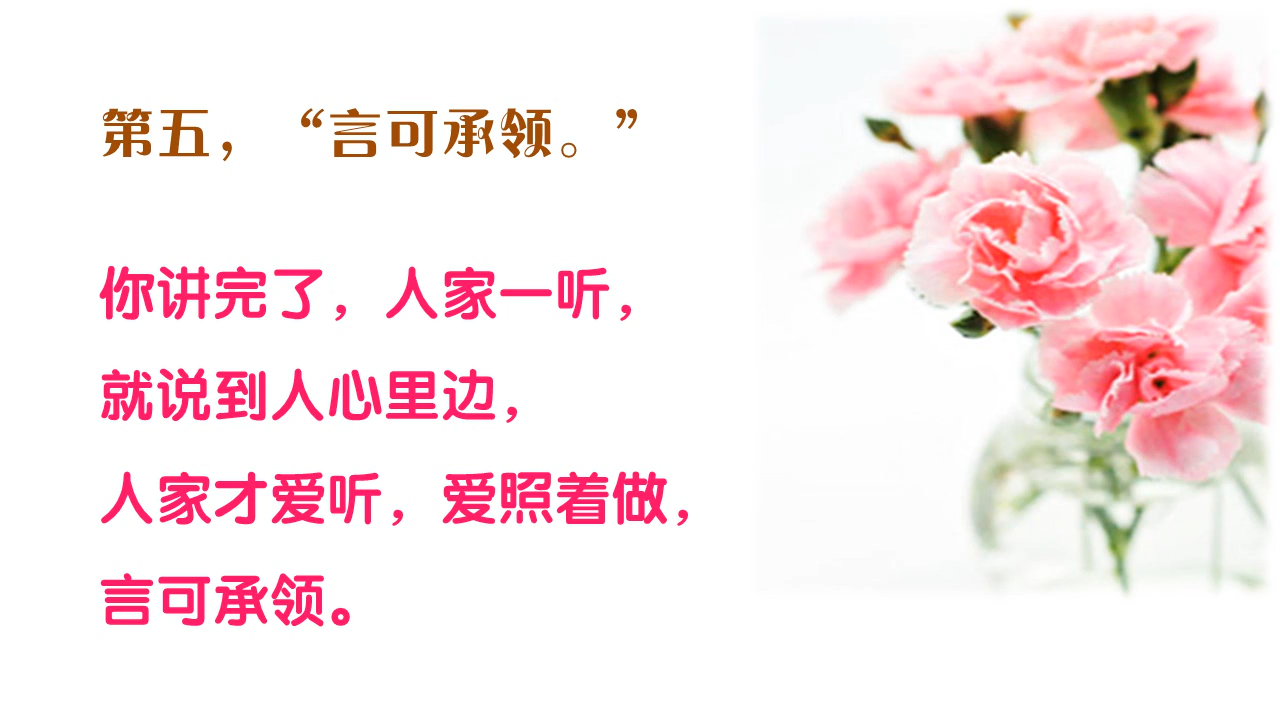 第五，“言可承领。”
你讲完了，人家一听，
就说到人心里边，
人家才爱听，爱照着做，
言可承领。